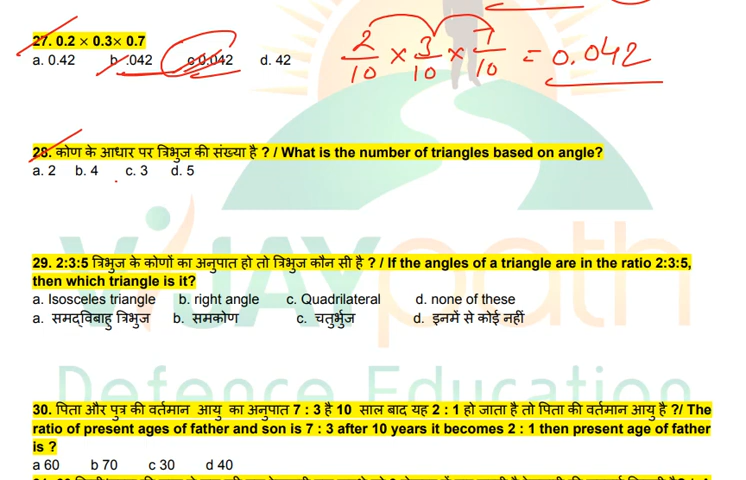 27. 0.2 × 0.3× 0.7
a. 0.42 b .042 c 0.042 d. 42
2/10 × 3/10 × 7/10 = 0.042
28. कोण के आधार पर त्रिभुज की संख्या है ? / What is the number of triangles based on angle?
a. 2 b. 4 c. 3 d. 5
29. 2:3:5 त्रिभुज के कोणों का अनुपात हो तो त्रिभुज कौन सी है ? / If the angles of a triangle are in the ratio 2:3:5,
then which triangle is it?
a. Isosceles triangle b. right angle c. Quadrilateral d. none of these
a. समद्विबाहु त्रिभुज b. समकोण c. चतुर्भुज d. इनमें से कोई नहीं
VIJAYpath
Defence Education
30. पिता और पुत्र की वर्तमान आयु का अनुपात 7 : 3 है 10 साल बाद यह 2 : 1 हो जाता है तो पिता की वर्तमान आयु है ?/ The
ratio of present ages of father and son is 7 : 3 after 10 years it becomes 2 : 1 then present age of father
is ?
a 60 b 70 c 30 d 40